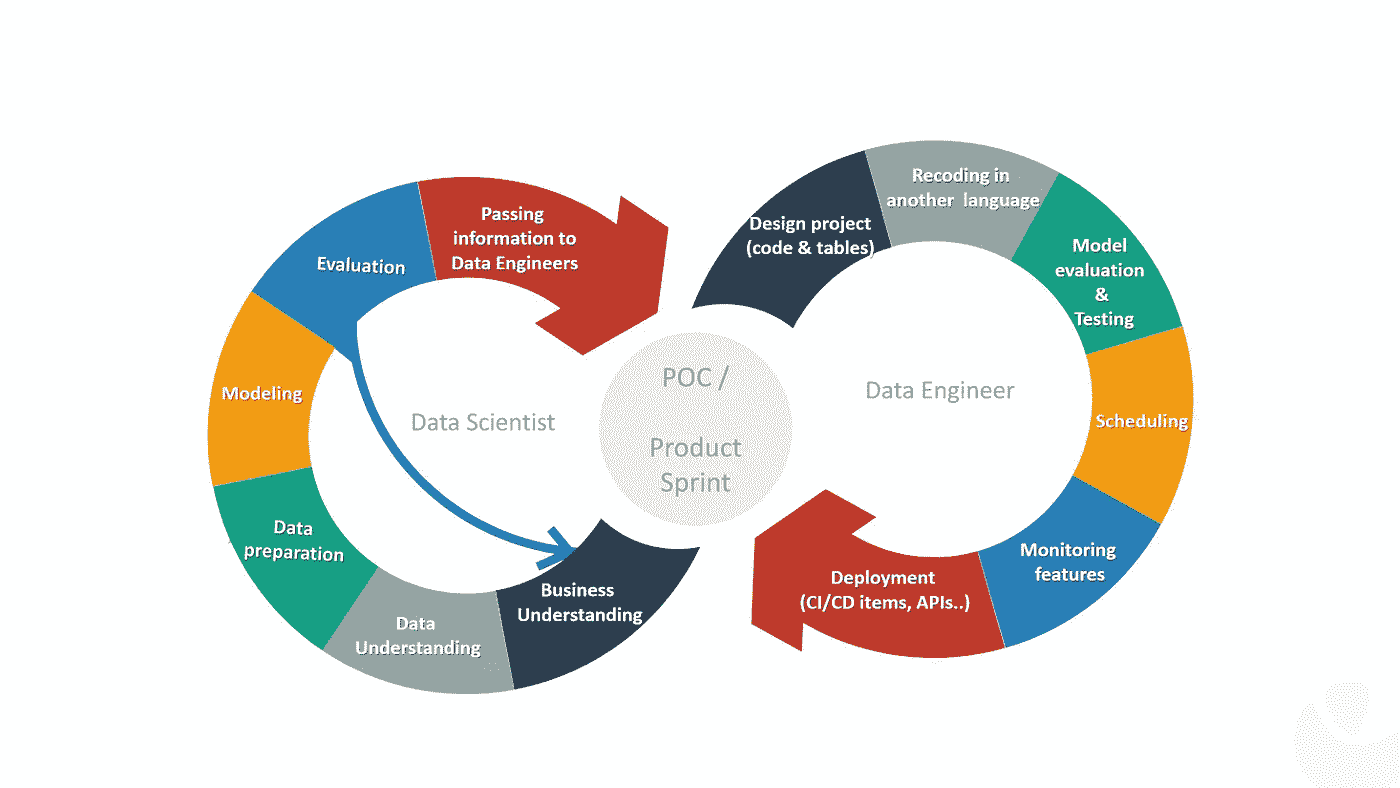 Passing
information to
Data Engineers
Evaluation
Modeling
Data
preparation
Data
Understanding
Business
Understanding
Data Scientist
POC /
Product
Sprint
Design project
(code & tables)
Recoding in
another language
Model
evaluation
&
Testing
Scheduling
Monitoring
features
Deployment
(CI/CD items, APIs..)
Data Engineer